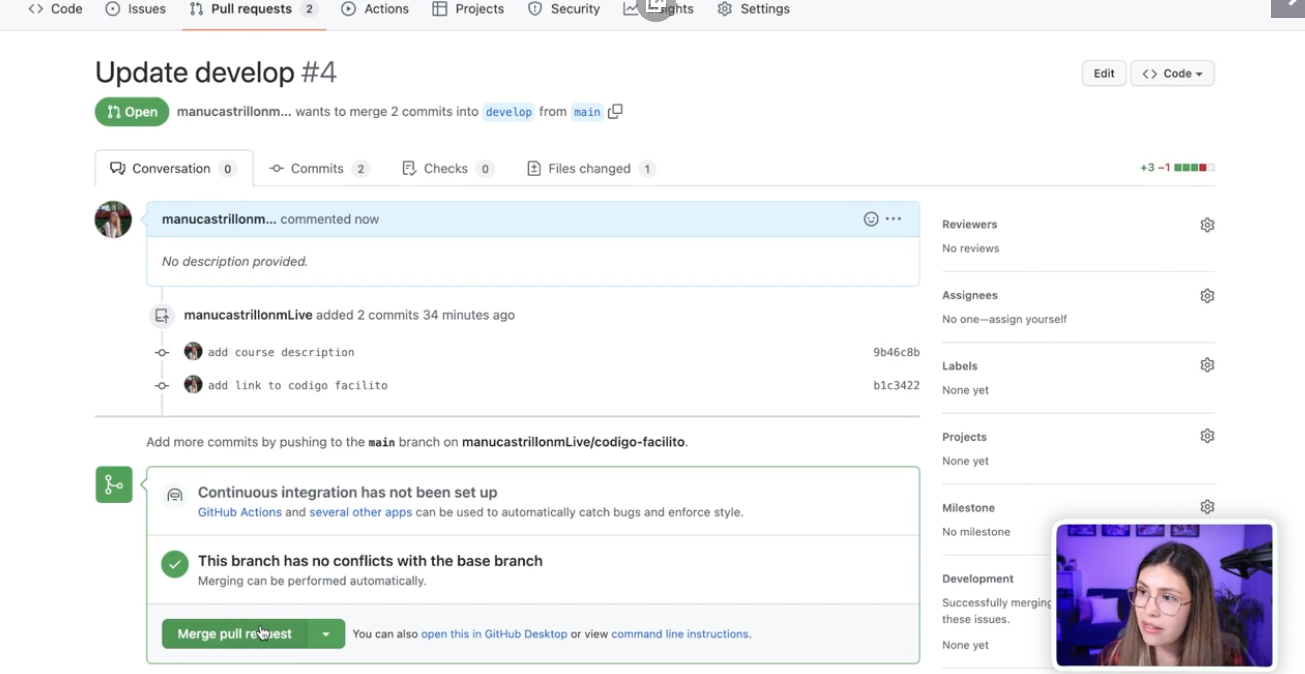 Code Issues Pull requests 2 Actions Projects Security Settings
Update develop #4
Edit Code
Open manucastrillonm... wants to merge 2 commits into develop from main
Conversation 0 Commits 2 Checks 0 Files changed 1 +3 −1
manucastrillonm... commented now
No description provided.
manucastrillonmLive added 2 commits 34 minutes ago
add course description 9b46c8b
add link to codigo facilito b1c3422
Add more commits by pushing to the main branch on manucastrillonmLive/codigo-facilito.
Continuous integration has not been set up
GitHub Actions and several other apps can be used to automatically catch bugs and enforce style.
This branch has no conflicts with the base branch
Merging can be performed automatically.
Merge pull request You can also open this in GitHub Desktop or view command line instructions.
Reviewers
No reviews
Assignees
No one—assign yourself
Labels
None yet
Projects
None yet
Milestone
No milestone
Development
Successfully merging
these issues.
None yet